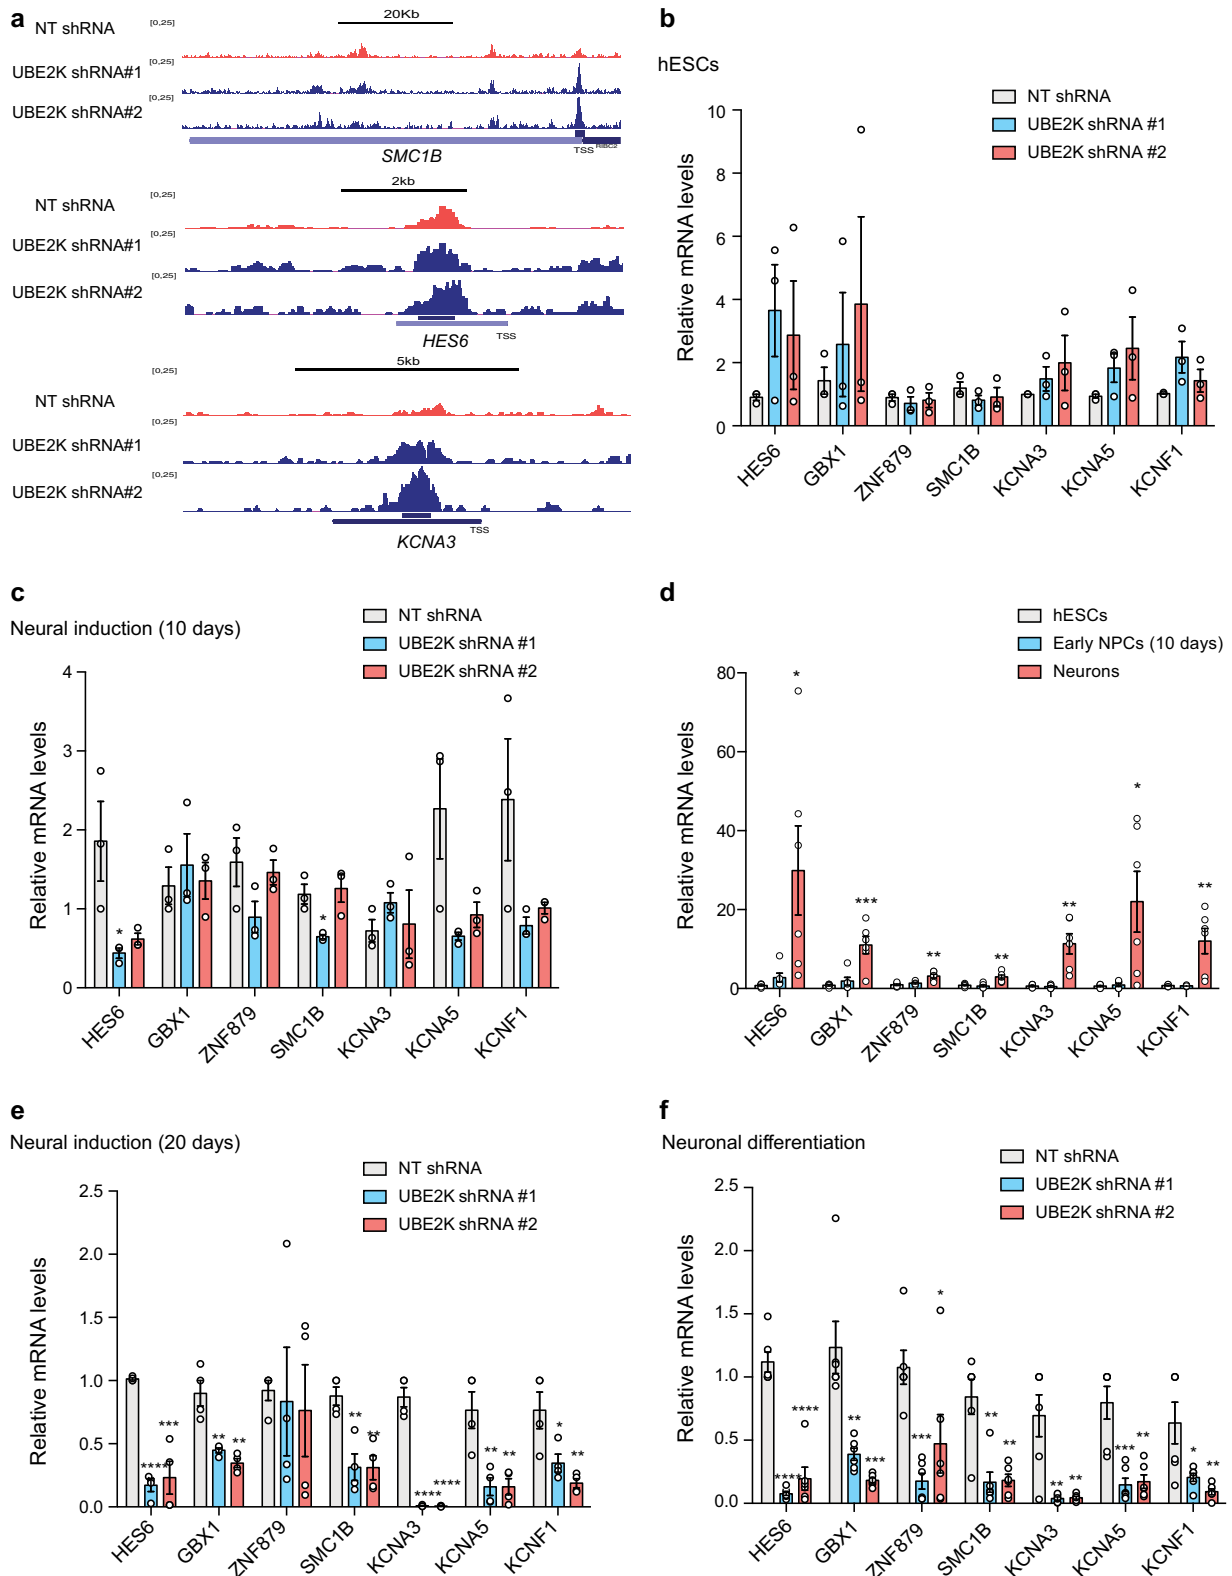 a
20Kb
NT shRNA
[0,25]
UBE2K shRNA#1
[0,25]
UBE2K shRNA#2
[0,25]
SMC1B
TSS
RIBC2
2kb
NT shRNA
[0,25]
UBE2K shRNA#1
[0,25]
UBE2K shRNA#2
[0,25]
HES6
TSS
5kb
NT shRNA
[0,25]
UBE2K shRNA#1
[0,25]
UBE2K shRNA#2
[0,25]
KCNA3
TSS
b
hESCs
NT shRNA
UBE2K shRNA #1
UBE2K shRNA #2
Relative mRNA levels
10
8
6
4
2
0
HES6
GBX1
ZNF879
SMC1B
KCNA3
KCNA5
KCNF1
c
Neural induction (10 days)
NT shRNA
UBE2K shRNA #1
UBE2K shRNA #2
Relative mRNA levels
4
3
2
1
0
*
*
HES6
GBX1
ZNF879
SMC1B
KCNA3
KCNA5
KCNF1
d
hESCs
Early NPCs (10 days)
Neurons
Relative mRNA levels
80
60
40
20
0
*
***
**
**
**
*
**
HES6
GBX1
ZNF879
SMC1B
KCNA3
KCNA5
KCNF1
e
Neural induction (20 days)
NT shRNA
UBE2K shRNA #1
UBE2K shRNA #2
Relative mRNA levels
2.5
2.0
1.5
1.0
0.5
0.0
****
***
**
**
**
**
****
****
**
**
*
**
HES6
GBX1
ZNF879
SMC1B
KCNA3
KCNA5
KCNF1
f
Neuronal differentiation
NT shRNA
UBE2K shRNA #1
UBE2K shRNA #2
Relative mRNA levels
2.5
2.0
1.5
1.0
0.5
0.0
****
****
**
***
***
*
**
**
**
**
***
**
*
**
HES6
GBX1
ZNF879
SMC1B
KCNA3
KCNA5
KCNF1